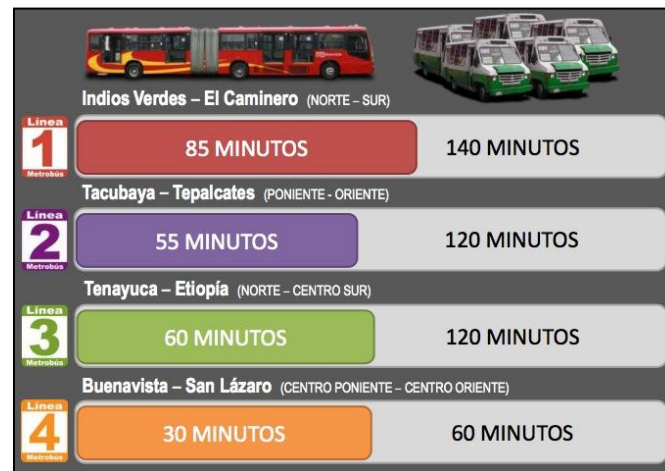 Indios Verdes – El Caminero (NORTE – SUR)
Línea
1
Metrobús
85 MINUTOS 140 MINUTOS
Tacubaya – Tepalcates (PONIENTE - ORIENTE)
Línea
2
Metrobús
55 MINUTOS 120 MINUTOS
Tenayuca – Etiopía (NORTE – CENTRO SUR)
Línea
3
Metrobús
60 MINUTOS 120 MINUTOS
Buenavista – San Lázaro (CENTRO PONIENTE – CENTRO ORIENTE)
Línea
4
Metrobús
30 MINUTOS 60 MINUTOS